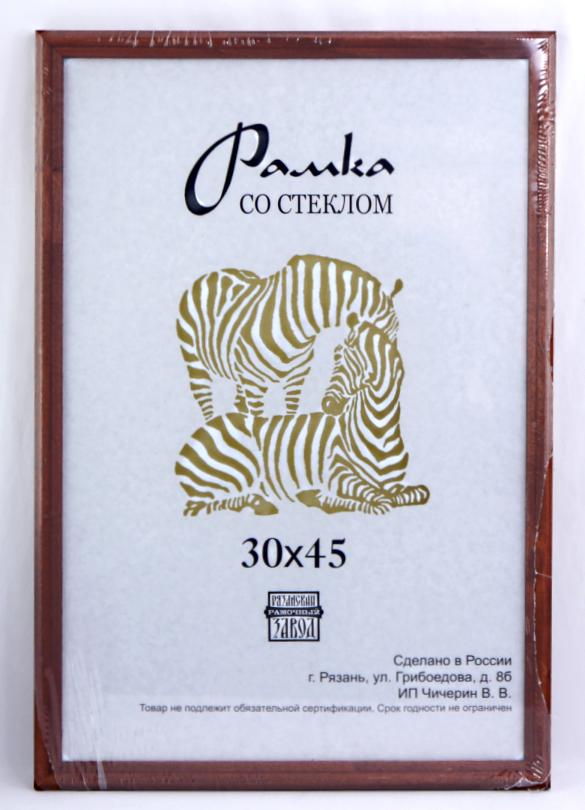 Рамка
СО СТЕКЛОМ
30х45
РЯЗАНСКИЙ
РАМОЧНЫЙ
ЗАВОД
Сделано в России
г. Рязань, ул. Грибоедова, д. 8б
ИП Чичерин В. В.
Товар не подлежит обязательной сертификации. Срок годности не ограничен